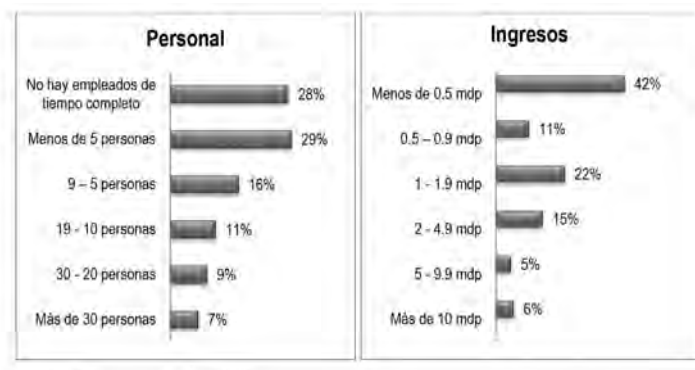 Personal
No hay empleados de
tiempo completo
28%
Menos de 5 personas
29%
9 – 5 personas
16%
19 - 10 personas
11%
30 - 20 personas
9%
Más de 30 personas
7%
Ingresos
Menos de 0.5 mdp
42%
0.5 – 0.9 mdp
11%
1 - 1.9 mdp
22%
2 - 4.9 mdp
15%
5 - 9.9 mdp
5%
Más de 10 mdp
6%